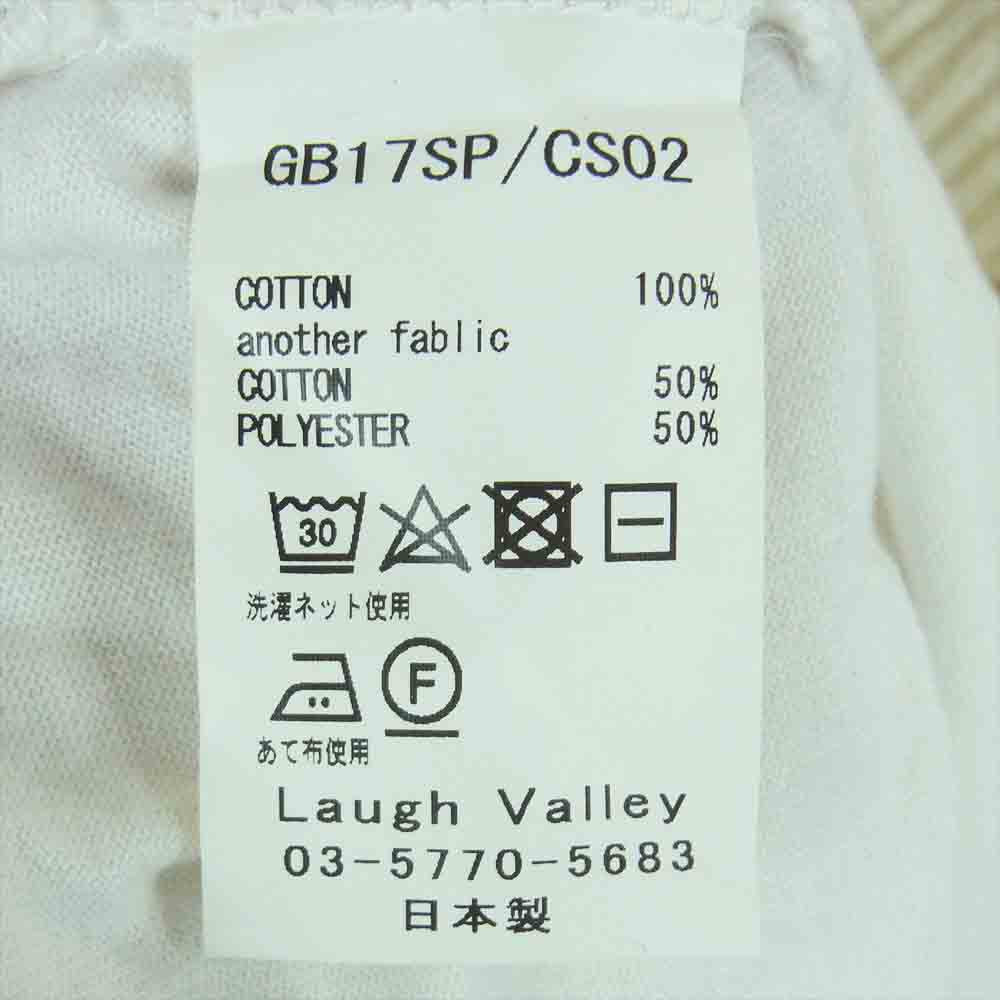 GB17SP/CS02
COTTON 100%
another fablic
COTTON 50%
POLYESTER 50%
30
洗濯ネット使用
F
あて布使用
Laugh Valley
03-5770-5683
日本製